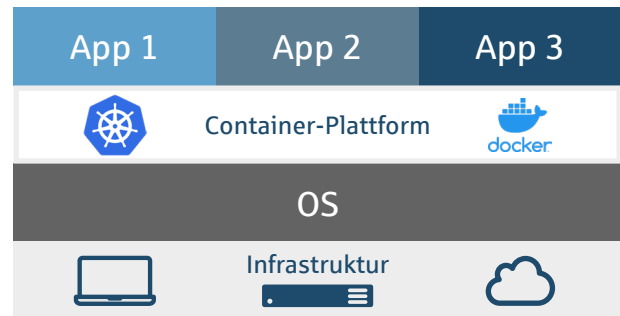 App 1 App 2 App 3
Container-Plattform
docker
OS
Infrastruktur